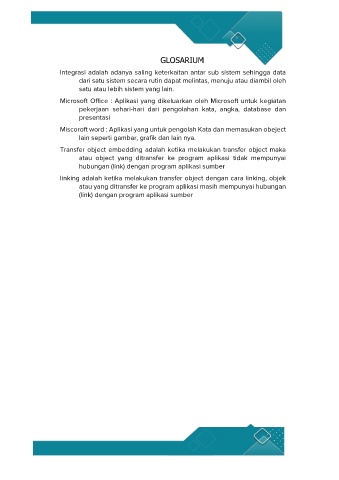 GLOSARIUM
Integrasi adalah adanya saling keterkaitan antar sub sistem sehingga data
dari satu sistem secara rutin dapat melintas, menuju atau diambil oleh
satu atau lebih sistem yang lain.
Microsoft Office : Aplikasi yang dikeluarkan oleh Microsoft untuk kegiatan
pekerjaan sehari-hari dari pengolahan kata, angka, database dan
presentasi
Miscoroft word : Aplikasi yang untuk pengolah Kata dan memasukan obeject
lain seperti gambar, grafik dan lain nya.
Transfer object embedding adalah ketika melakukan transfer object maka
atau object yang ditransfer ke program aplikasi tidak mempunyai
hubungan (link) dengan program aplikasi sumber
linking adalah ketika melakukan transfer object dengan cara linking, objek
atau yang ditransfer ke program aplikasi masih mempunyai hubungan
(link) dengan program aplikasi sumber